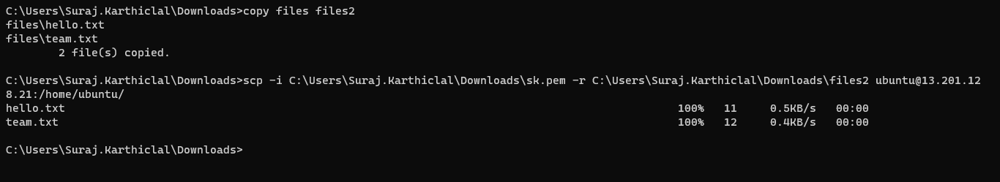 C:\Users\Suraj.Karthiclal\Downloads>copy files files2
files\hello.txt
files\team.txt
        2 file(s) copied.
C:\Users\Suraj.Karthiclal\Downloads>scp -i C:\Users\Suraj.Karthiclal\Downloads\sk.pem -r C:\Users\Suraj.Karthiclal\Downloads\files2 ubuntu@13.201.12
8.21:/home/ubuntu/
hello.txt 100% 11 0.5KB/s 00:00
team.txt 100% 12 0.4KB/s 00:00
C:\Users\Suraj.Karthiclal\Downloads>